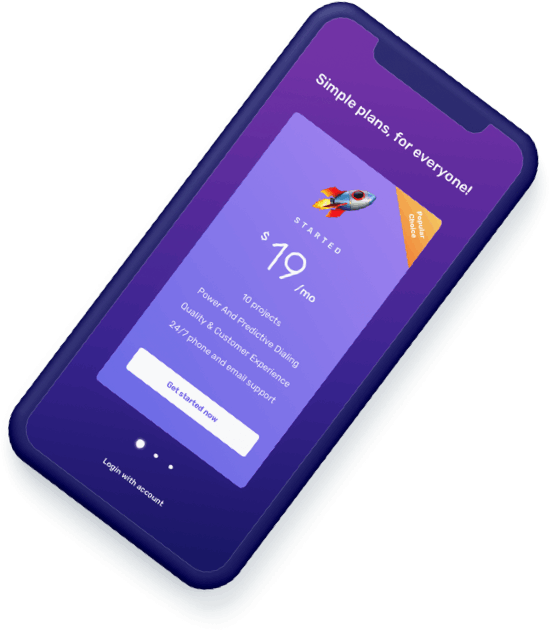 Simple plans, for everyone!
Popular
Choice
STARTED
$19/mo
10 projects
Power And Predictive Dialing
Quality & Customer Experience
24/7 phone and email support
Get started now
Login with account